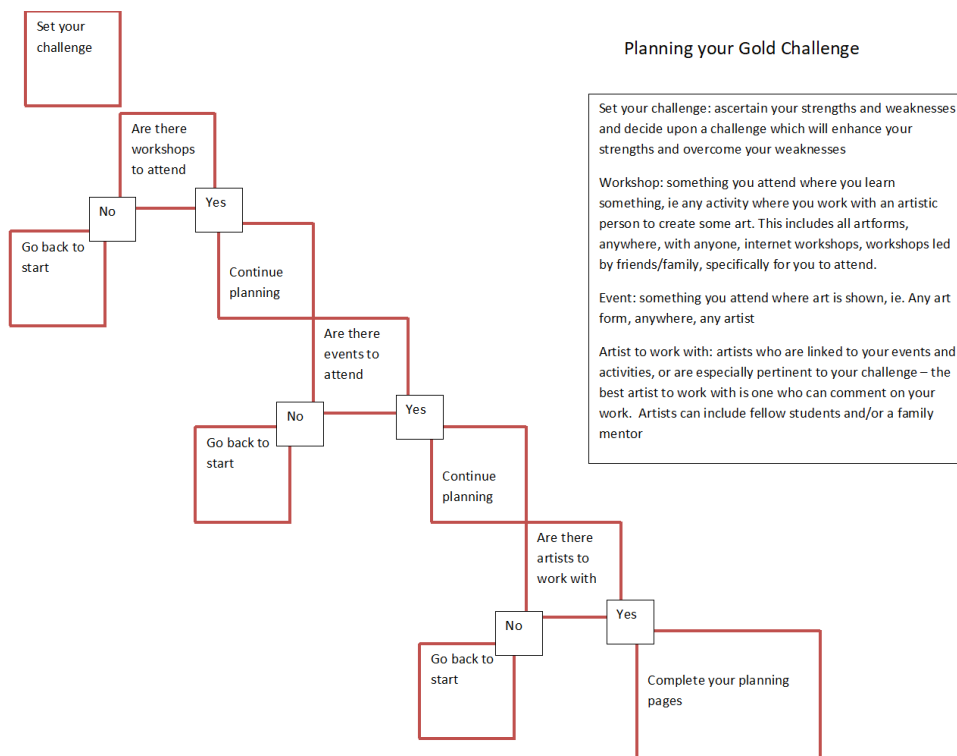 Set your
challenge
Planning your Gold Challenge
Set your challenge: ascertain your strengths and weaknesses
and decide upon a challenge which will enhance your
strengths and overcome your weaknesses
Workshop: something you attend where you learn
something, ie any activity where you work with an artistic
person to create some art. This includes all artforms,
anywhere, with anyone, internet workshops, workshops led
by friends/family, specifically for you to attend.
Event: something you attend where art is shown, ie. Any art
form, anywhere, any artist
Artist to work with: artists who are linked to your events and
activities, or are especially pertinent to your challenge – the
best artist to work with is one who can comment on your
work.  Artists can include fellow students and/or a family
mentor
Are there
workshops
to attend
No
Yes
Go back to
start
Continue
planning
Are there
events to
attend
No
Yes
Go back to
start
Continue
planning
Are there
artists to
work with
No
Yes
Go back to
start
Complete your planning
pages